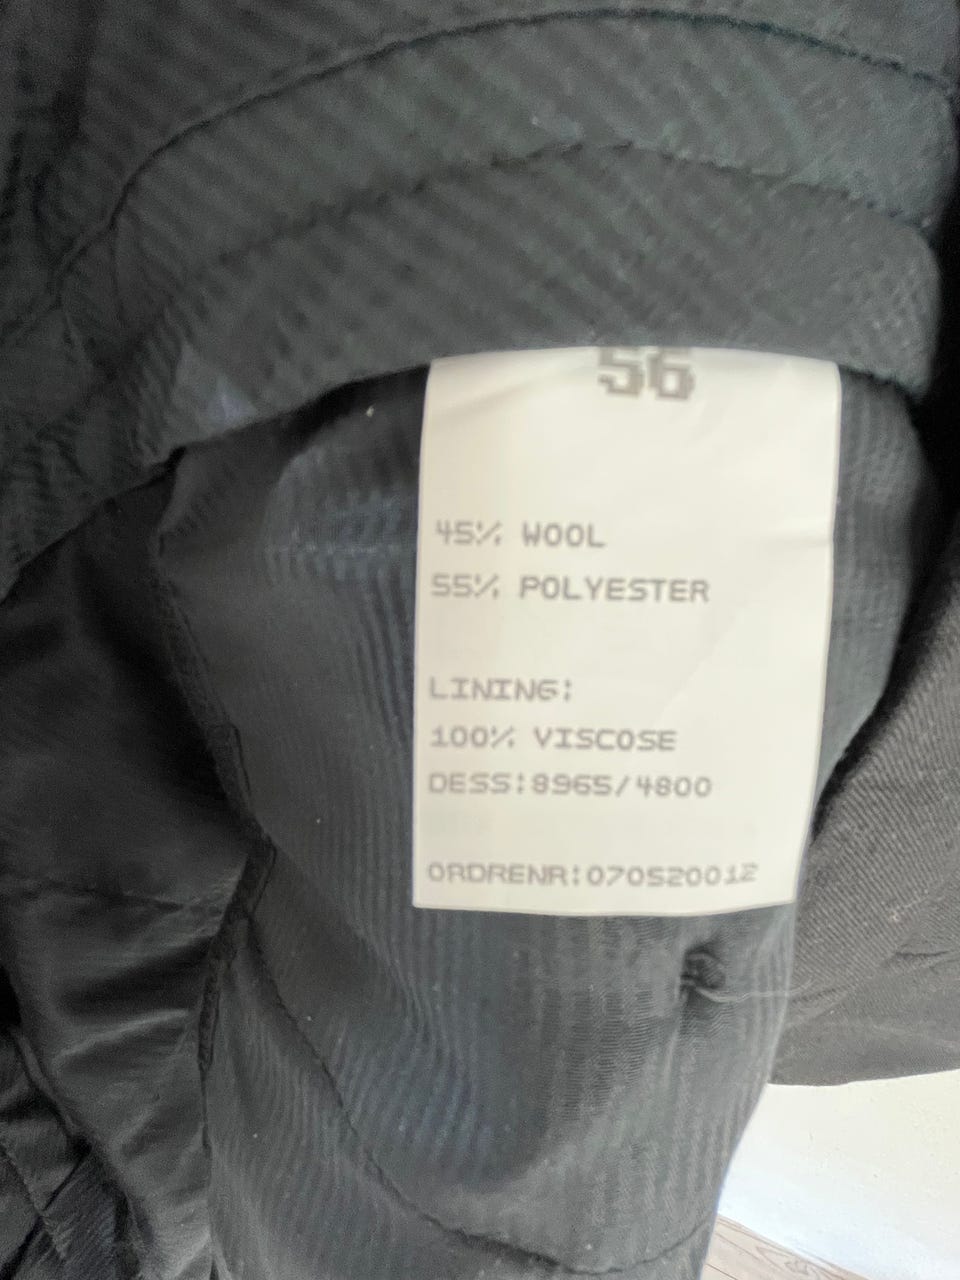 56
45% WOOL
55% POLYESTER
LINING:
100% VISCOSE
DESS:8965/4800
ORDRENR:070520012